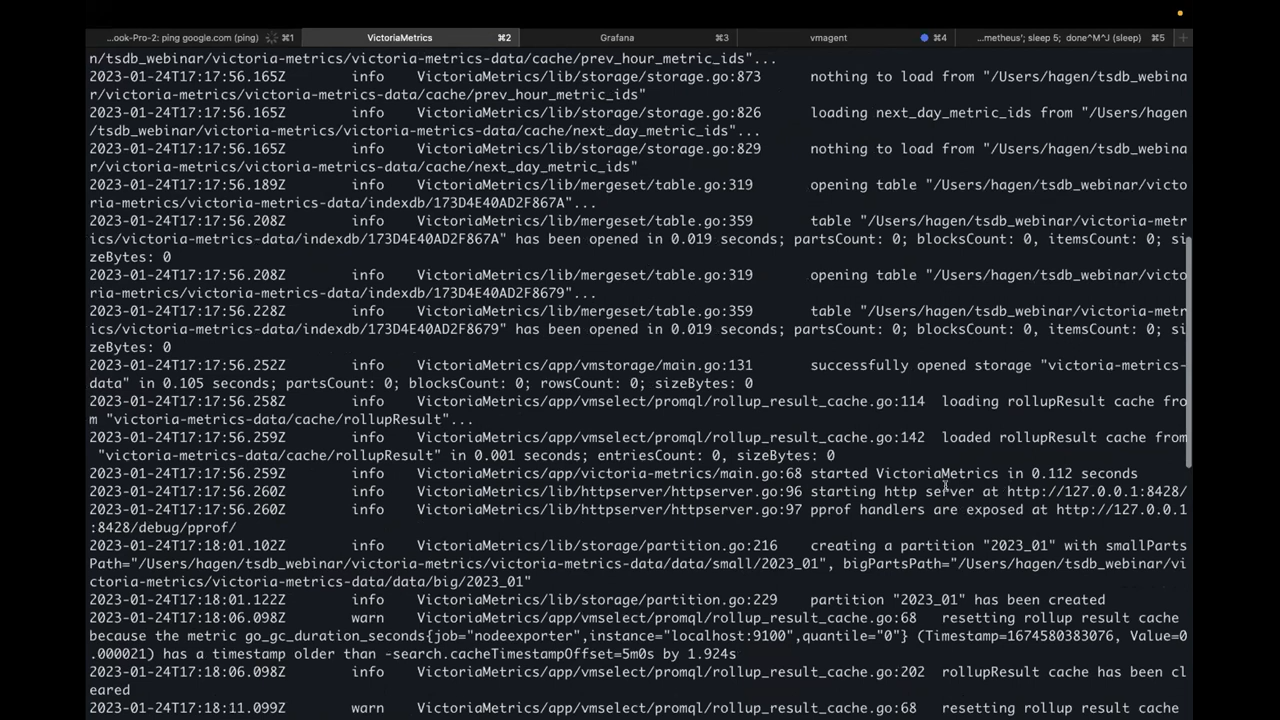 ...ook-Pro-2: ping google.com (ping) ⌘1 VictoriaMetrics ⌘2 Grafana ⌘3 vmagent ⌘4 ...metheus'; sleep 5; done^M^J (sleep) ⌘5 +
n/tsdb_webinar/victoria-metrics/victoria-metrics-data/cache/prev_hour_metric_ids"...
2023-01-24T17:17:56.165Z info VictoriaMetrics/lib/storage/storage.go:873 nothing to load from "/Users/hagen/tsdb_webina
r/victoria-metrics/victoria-metrics-data/cache/prev_hour_metric_ids"
2023-01-24T17:17:56.165Z info VictoriaMetrics/lib/storage/storage.go:826 loading next_day_metric_ids from "/Users/hagen
/tsdb_webinar/victoria-metrics/victoria-metrics-data/cache/next_day_metric_ids"...
2023-01-24T17:17:56.165Z info VictoriaMetrics/lib/storage/storage.go:829 nothing to load from "/Users/hagen/tsdb_webina
r/victoria-metrics/victoria-metrics-data/cache/next_day_metric_ids"
2023-01-24T17:17:56.189Z info VictoriaMetrics/lib/mergeset/table.go:319 opening table "/Users/hagen/tsdb_webinar/victo
ria-metrics/victoria-metrics-data/indexdb/173D4E40AD2F867A"...
2023-01-24T17:17:56.208Z info VictoriaMetrics/lib/mergeset/table.go:359 table "/Users/hagen/tsdb_webinar/victoria-metr
ics/victoria-metrics-data/indexdb/173D4E40AD2F867A" has been opened in 0.019 seconds; partsCount: 0; blocksCount: 0, itemsCount: 0; si
zeBytes: 0
2023-01-24T17:17:56.208Z info VictoriaMetrics/lib/mergeset/table.go:319 opening table "/Users/hagen/tsdb_webinar/victo
ria-metrics/victoria-metrics-data/indexdb/173D4E40AD2F8679"...
2023-01-24T17:17:56.228Z info VictoriaMetrics/lib/mergeset/table.go:359 table "/Users/hagen/tsdb_webinar/victoria-metr
ics/victoria-metrics-data/indexdb/173D4E40AD2F8679" has been opened in 0.019 seconds; partsCount: 0; blocksCount: 0, itemsCount: 0; si
zeBytes: 0
2023-01-24T17:17:56.252Z info VictoriaMetrics/app/vmstorage/main.go:131 successfully opened storage "victoria-metrics-
data" in 0.105 seconds; partsCount: 0; blocksCount: 0; rowsCount: 0; sizeBytes: 0
2023-01-24T17:17:56.258Z info VictoriaMetrics/app/vmselect/promql/rollup_result_cache.go:114 loading rollupResult cache fro
m "victoria-metrics-data/cache/rollupResult"...
2023-01-24T17:17:56.259Z info VictoriaMetrics/app/vmselect/promql/rollup_result_cache.go:142 loaded rollupResult cache from
"victoria-metrics-data/cache/rollupResult" in 0.001 seconds; entriesCount: 0, sizeBytes: 0
2023-01-24T17:17:56.259Z info VictoriaMetrics/app/victoria-metrics/main.go:68 started VictoriaMetrics in 0.112 seconds
2023-01-24T17:17:56.260Z info VictoriaMetrics/lib/httpserver/httpserver.go:96 starting http server at http://127.0.0.1:8428/
2023-01-24T17:17:56.260Z info VictoriaMetrics/lib/httpserver/httpserver.go:97 pprof handlers are exposed at http://127.0.0.1
:8428/debug/pprof/
2023-01-24T17:18:01.102Z info VictoriaMetrics/lib/storage/partition.go:216 creating a partition "2023_01" with smallParts
Path="/Users/hagen/tsdb_webinar/victoria-metrics/victoria-metrics-data/data/small/2023_01", bigPartsPath="/Users/hagen/tsdb_webinar/vi
ctoria-metrics/victoria-metrics-data/data/big/2023_01"
2023-01-24T17:18:01.122Z info VictoriaMetrics/lib/storage/partition.go:229 partition "2023_01" has been created
2023-01-24T17:18:06.098Z warn VictoriaMetrics/app/vmselect/promql/rollup_result_cache.go:68 resetting rollup result cache
because the metric go_gc_duration_seconds{job="nodeexporter",instance="localhost:9100",quantile="0"} (Timestamp=1674580383076, Value=0
.000021) has a timestamp older than -search.cacheTimestampOffset=5m0s by 1.924s
2023-01-24T17:18:06.098Z info VictoriaMetrics/app/vmselect/promql/rollup_result_cache.go:202 rollupResult cache has been cl
eared
2023-01-24T17:18:11.099Z warn VictoriaMetrics/app/vmselect/promql/rollup_result_cache.go:68 resetting rollup result cache